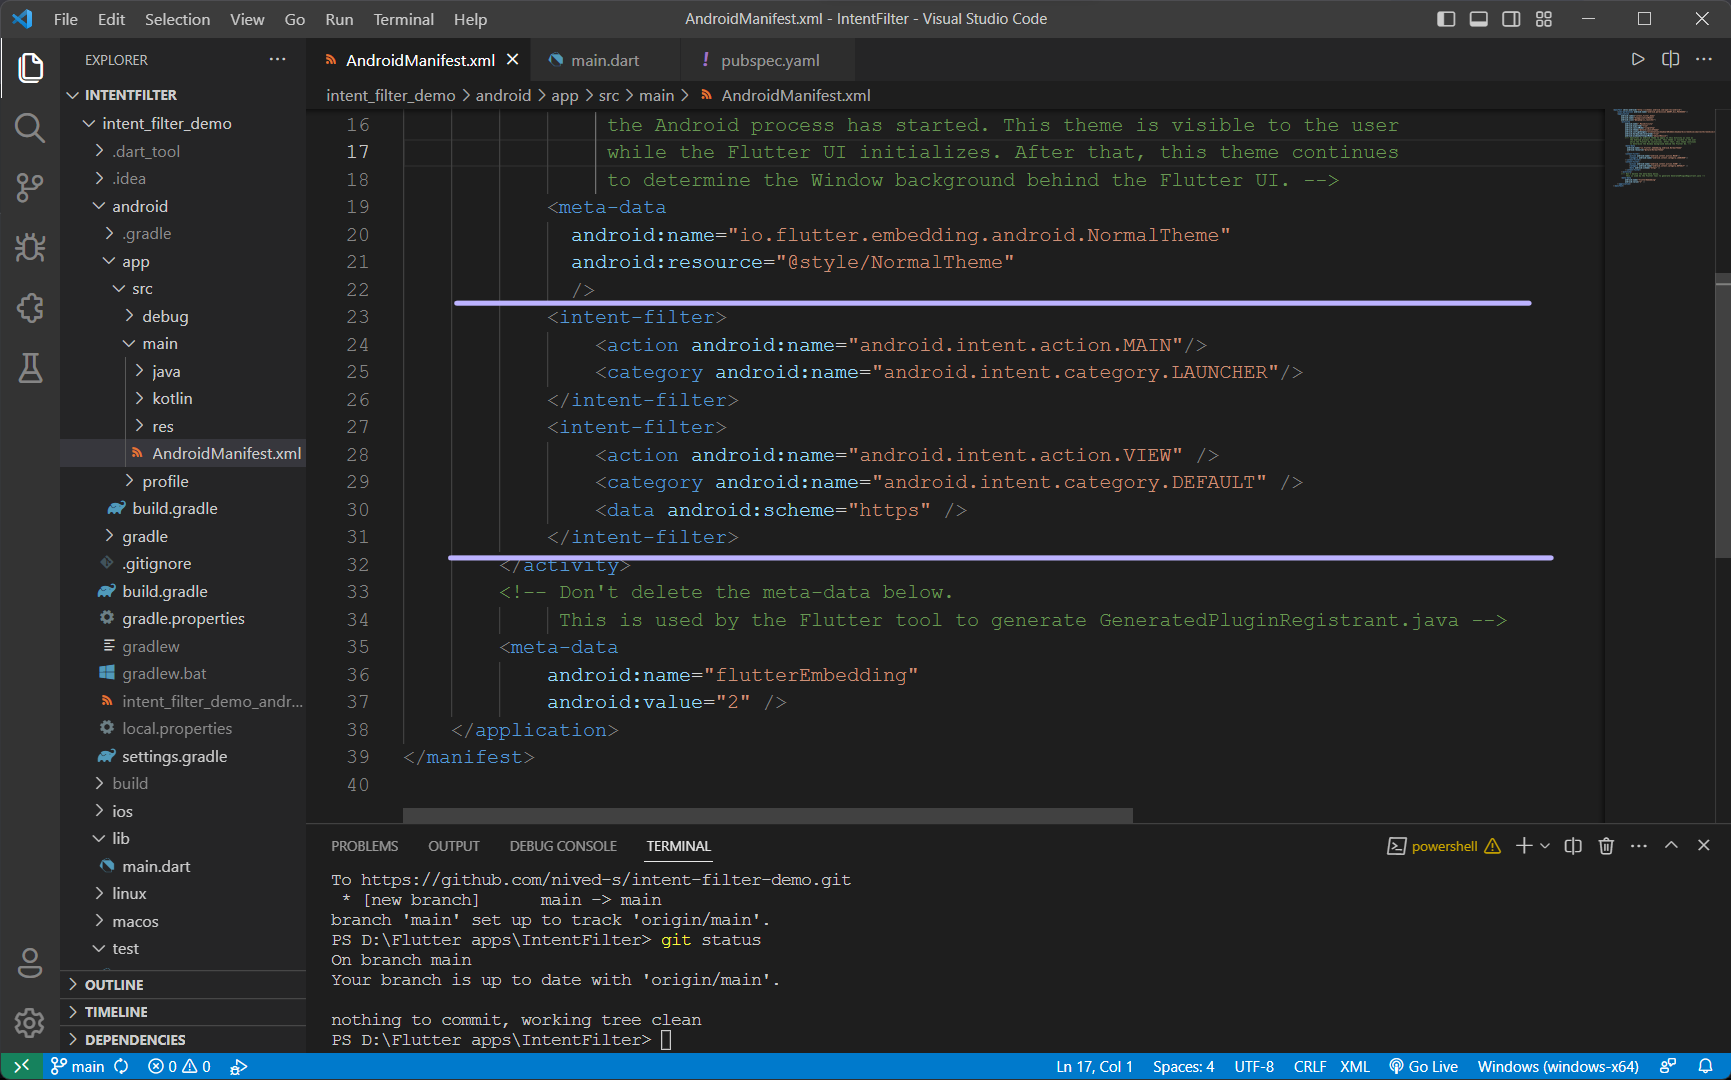 File Edit Selection View Go Run Terminal Help
AndroidManifest.xml - IntentFilter - Visual Studio Code
EXPLORER
INTENTFILTER
intent_filter_demo
.dart_tool
.idea
android
.gradle
app
src
debug
main
java
kotlin
res
AndroidManifest.xml
profile
build.gradle
gradle
.gitignore
build.gradle
gradle.properties
gradlew
gradlew.bat
intent_filter_demo_andr...
local.properties
settings.gradle
build
ios
lib
main.dart
linux
macos
test
OUTLINE
TIMELINE
DEPENDENCIES
AndroidManifest.xml main.dart ! pubspec.yaml
intent_filter_demo > android > app > src > main > AndroidManifest.xml
16 the Android process has started. This theme is visible to the user
17 while the Flutter UI initializes. After that, this theme continues
18 to determine the Window background behind the Flutter UI. -->
19 <meta-data
20 android:name="io.flutter.embedding.android.NormalTheme"
21 android:resource="@style/NormalTheme"
22 />
23 <intent-filter>
24 <action android:name="android.intent.action.MAIN"/>
25 <category android:name="android.intent.category.LAUNCHER"/>
26 </intent-filter>
27 <intent-filter>
28 <action android:name="android.intent.action.VIEW" />
29 <category android:name="android.intent.category.DEFAULT" />
30 <data android:scheme="https" />
31 </intent-filter>
32 </activity>
33 <!-- Don't delete the meta-data below.
34 This is used by the Flutter tool to generate GeneratedPluginRegistrant.java -->
35 <meta-data
36 android:name="flutterEmbedding"
37 android:value="2" />
38 </application>
39 </manifest>
40
PROBLEMS OUTPUT DEBUG CONSOLE TERMINAL
powershell
To https://github.com/nived-s/intent-filter-demo.git
* [new branch] main -> main
branch 'main' set up to track 'origin/main'.
PS D:\Flutter apps\IntentFilter> git status
On branch main
Your branch is up to date with 'origin/main'.
nothing to commit, working tree clean
PS D:\Flutter apps\IntentFilter>
main 0 0 Ln 17, Col 1 Spaces: 4 UTF-8 CRLF XML Go Live Windows (windows-x64)